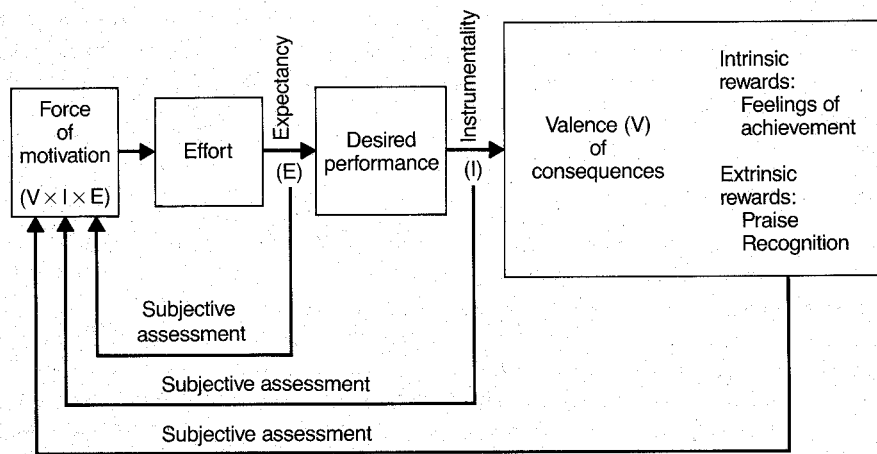 Force
of
motivation
(V × I × E)
Effort
Expectancy
(E)
Desired
performance
Instrumentality
(I)
Valence (V)
of
consequences
Intrinsic
rewards:
Feelings of
achievement
Extrinsic
rewards:
Praise
Recognition
Subjective
assessment
Subjective assessment
Subjective assessment